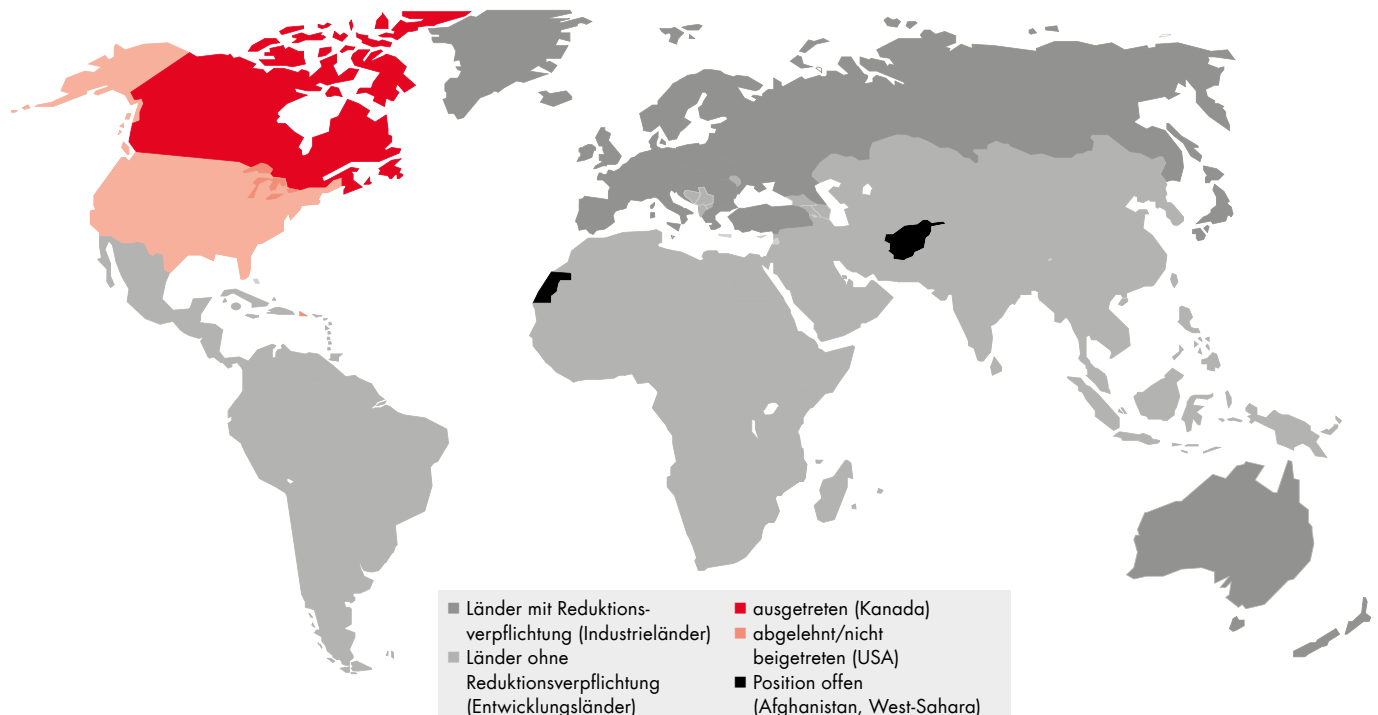 Länder mit Reduktions-
verpflichtung (Industrieländer)
Länder ohne
Reduktionsverpflichtung
(Entwicklungsländer)
ausgetreten (Kanada)
abgelehnt/nicht
beigetreten (USA)
Position offen
(Afghanistan, West-Sahara)